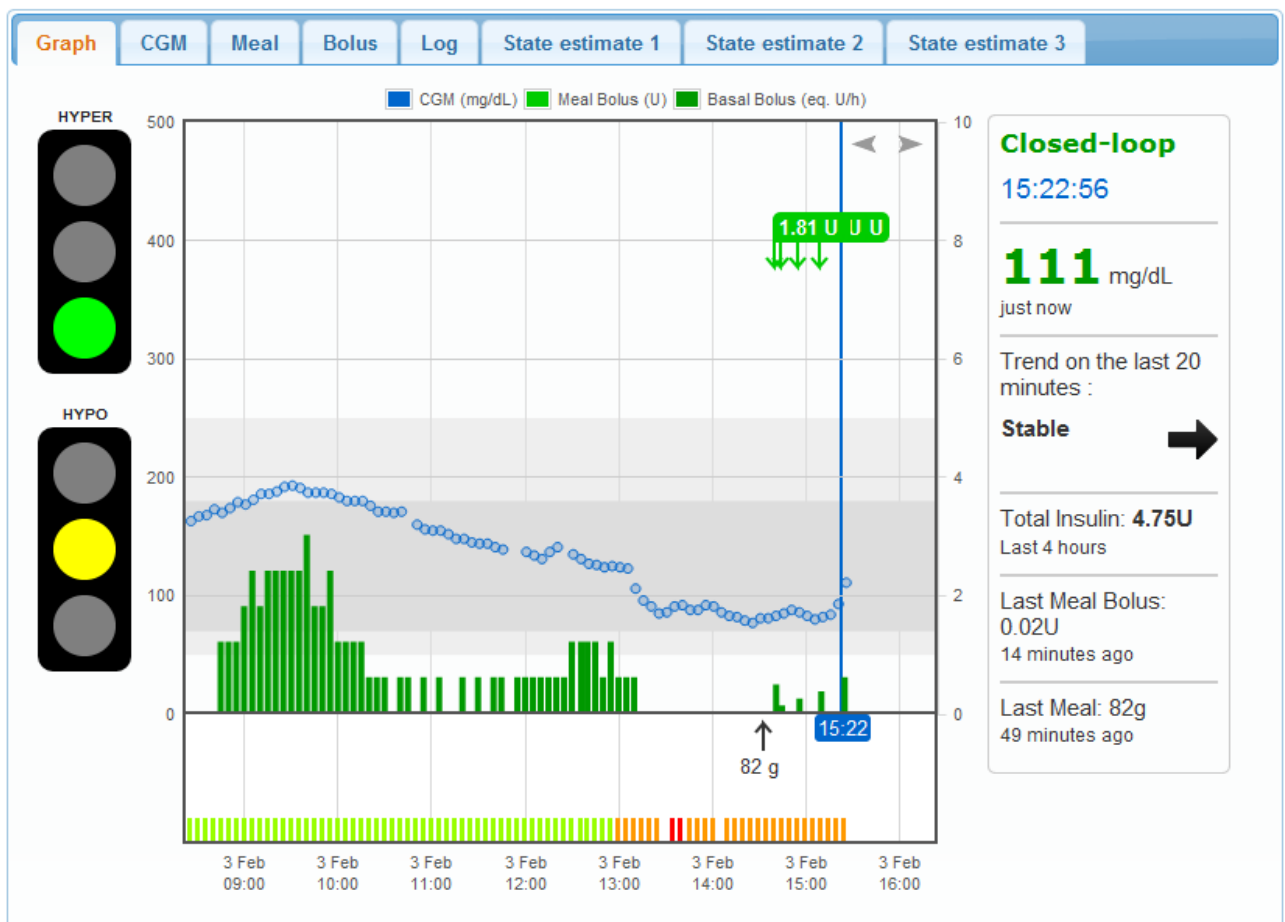 Graph CGM Meal Bolus Log State estimate 1 State estimate 2 State estimate 3
CGM (mg/dL) Meal Bolus (U) Basal Bolus (eq. U/h)
HYPER
HYPO
500
400
300
200
100
0
10
8
6
4
2
0
1.81 U U U
15:22
82 g
3 Feb 3 Feb 3 Feb 3 Feb 3 Feb 3 Feb 3 Feb 3 Feb
09:00 10:00 11:00 12:00 13:00 14:00 15:00 16:00
Closed-loop
15:22:56
111 mg/dL
just now
Trend on the last 20
minutes :
Stable
Total Insulin: 4.75U
Last 4 hours
Last Meal Bolus:
0.02U
14 minutes ago
Last Meal: 82g
49 minutes ago